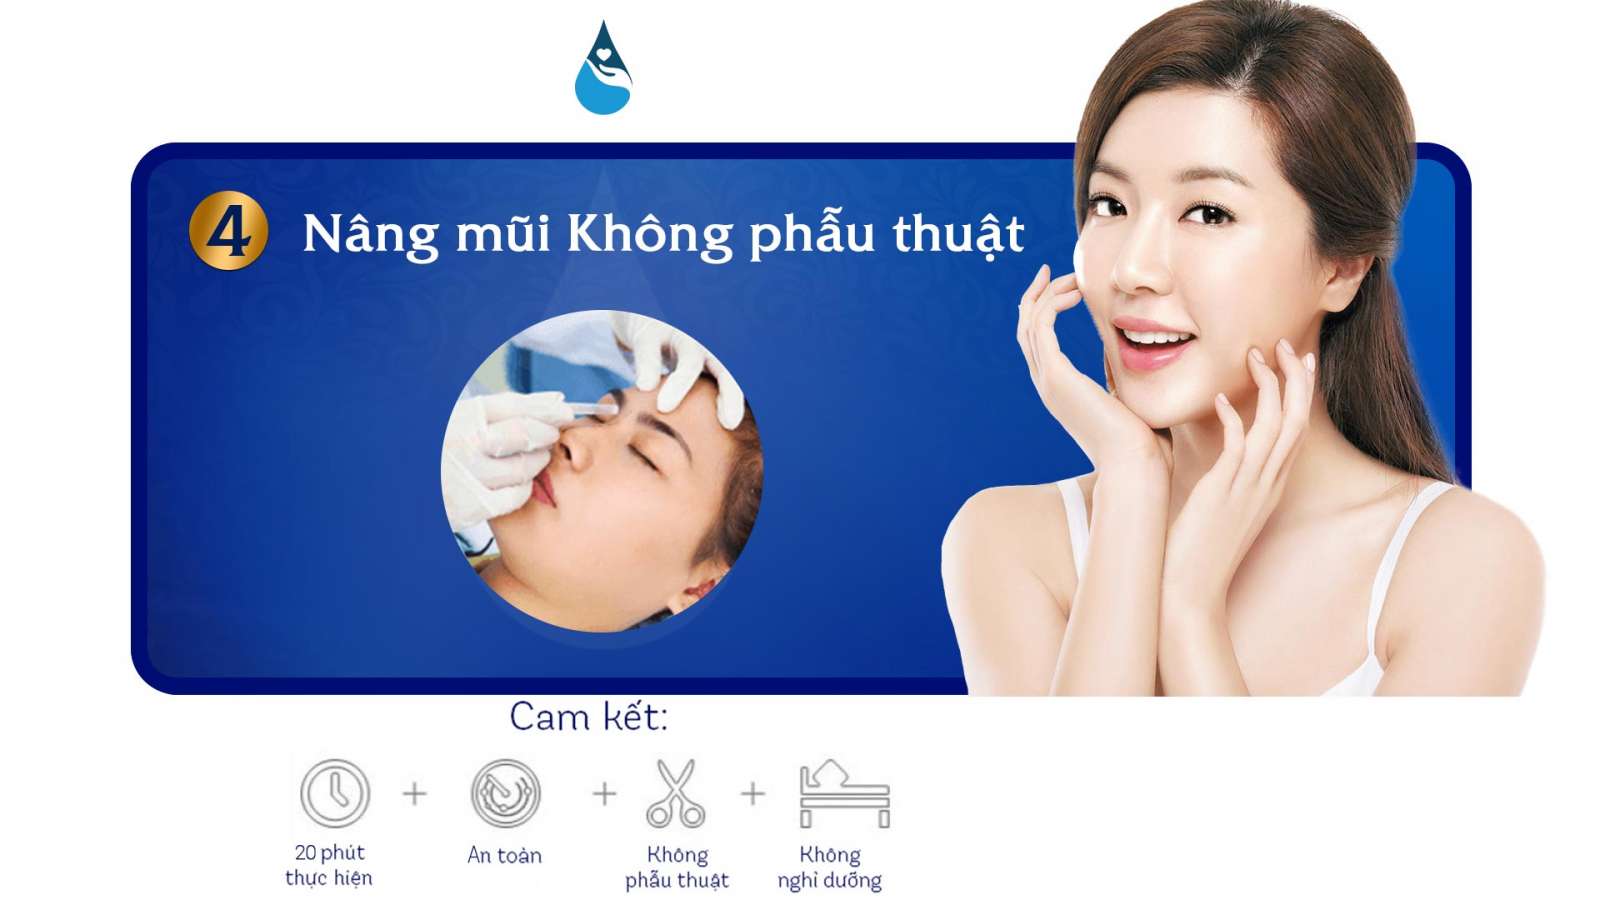 4 Nâng mũi Không phẫu thuật
Cam kết:
20 phút
thực hiện
An toàn
Không
phẫu thuật
Không
nghỉ dưỡng